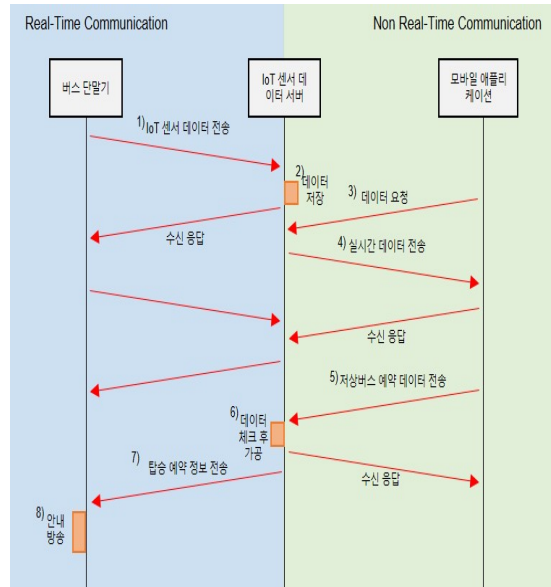 Real-Time Communication
Non Real-Time Communication
버스 단말기
IoT 센서 데
이터 서버
모바일 애플리
케이션
1) IoT 센서 데이터 전송
2) 데이터
저장
3) 데이터 요청
수신 응답
4) 실시간 데이터 전송
수신 응답
5) 저상버스 예약 데이터 전송
6) 데이터
체크 후
가공
7) 탑승 예약 정보 전송
수신 응답
8) 안내
방송